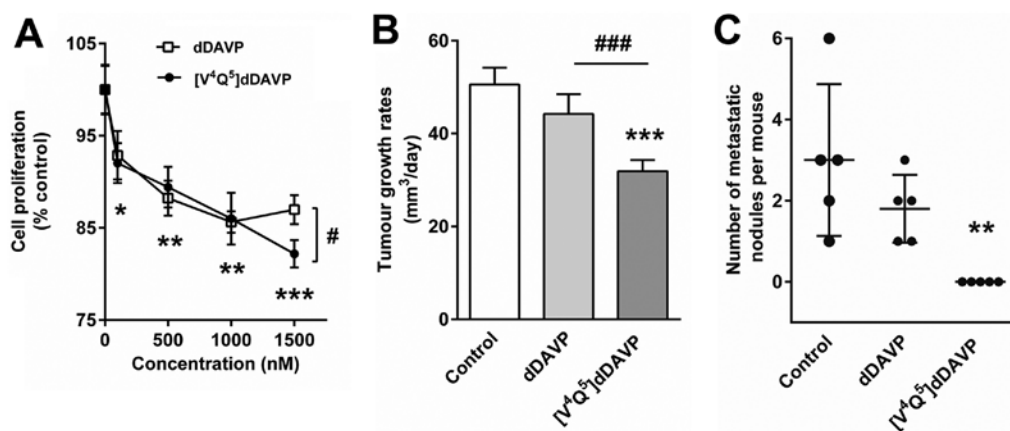 A
105
95
85
75
Cell proliferation
(% control)
dDAVP
[V⁴Q⁵]dDAVP
*
**
**
***
#
0
500
1000
1500
Concentration (nM)
B
60
40
20
0
Tumour growth rates
(mm³/day)
###
***
Control
dDAVP
[V⁴Q⁵]dDAVP
C
6
4
2
0
Number of metastatic
nodules per mouse
**
Control
dDAVP
[V⁴Q⁵]dDAVP